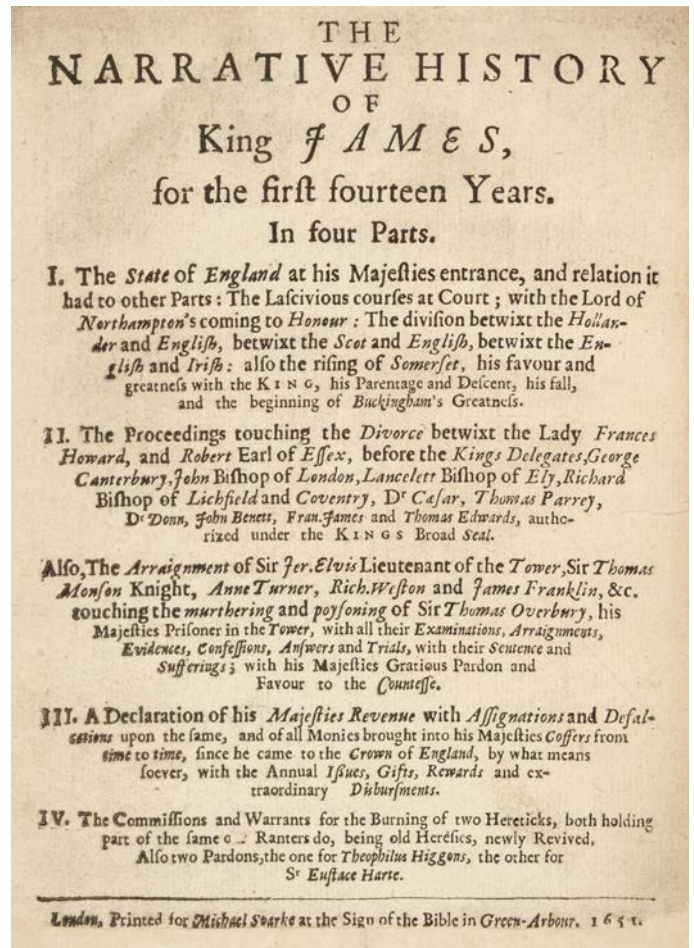 THE
NARRATIVE HISTORY
OF
King JAMES,
for the firſt fourteen Years.
In four Parts.
I. The State of England at his Majeſties entrance, and relation it
had to other Parts : The Laſcivious courſes at Court ; with the Lord of
Northampton's coming to Honour : The diviſion betwixt the Hollan-
der and Engliſh, betwixt the Scot and Engliſh, betwixt the En-
gliſh and Iriſh: alſo the riſing of Somerſet, his favour and
greatneſs with the KING, his Parentage and Deſcent, his fall,
and the beginning of Buckingham's Greatneſs.
II. The Proceedings touching the Divorce betwixt the Lady Frances
Howard, and Robert Earl of Eſſex, before the Kings Delegates, George
Canterbury, John Biſhop of London, Lancelett Biſhop of Ely, Richard
Biſhop of Lichfield and Coventry, Dr Cæſar, Thomas Parrey,
Dr Donn, John Benett, Fran. James and Thomas Edwards, autho-
rized under the KINGS Broad Seal.
Alſo, The Arraignment of Sir Jer. Elvis Lieutenant of the Tower, Sir Thomas
Monſon Knight, Anne Turner, Rich. Weſton and James Franklin, &c.
touching the murthering and poyſoning of Sir Thomas Overbury, his
Majeſties Priſoner in the Tower, with all their Examinations, Arraignments,
Evidences, Confeſſions, Anſwers and Trials, with their Sentence and
Sufferings ; with his Majeſties Gratious Pardon and
Favour to the Counteſſe.
III. A Declaration of his Majeſties Revenue with Aſſignations and Defal-
cations upon the ſame, and of all Monies brought into his Majeſties Coffers from
time to time, ſince he came to the Crown of England, by what means
ſoever, with the Annual Iſſues, Gifts, Rewards and ex-
traordinary Disburſments.
IV. The Commiſſions and Warrants for the Burning of two Hereticks, both holding
part of the ſame Ranters do, being old Hereſies, newly Revived,
Alſo two Pardons, the one for Theophilus Higgons, the other for
Sr Euſtace Harte.
London, Printed for Michael Sparke at the Sign of the Bible in Green-Arbour. 1651.